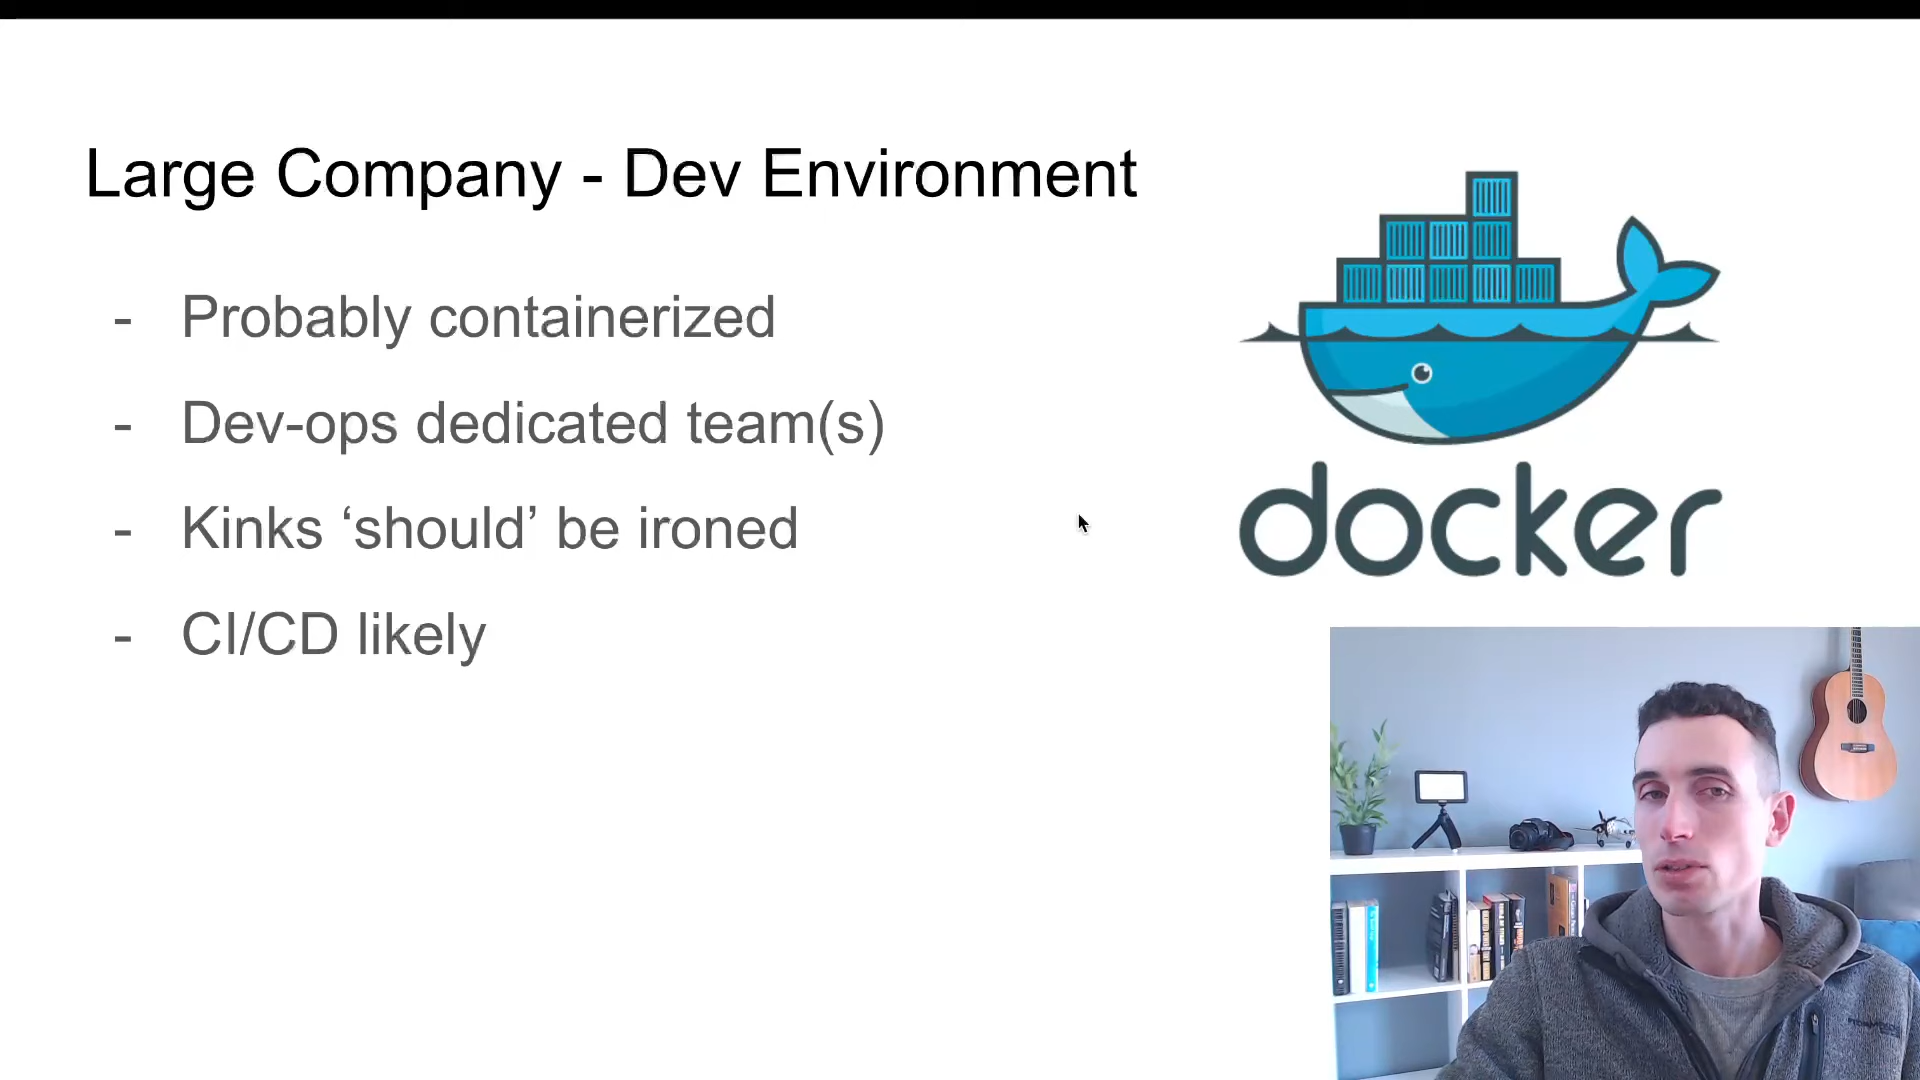 Large Company - Dev Environment
- Probably containerized
- Dev-ops dedicated team(s)
- Kinks ‘should’ be ironed
- CI/CD likely
docker